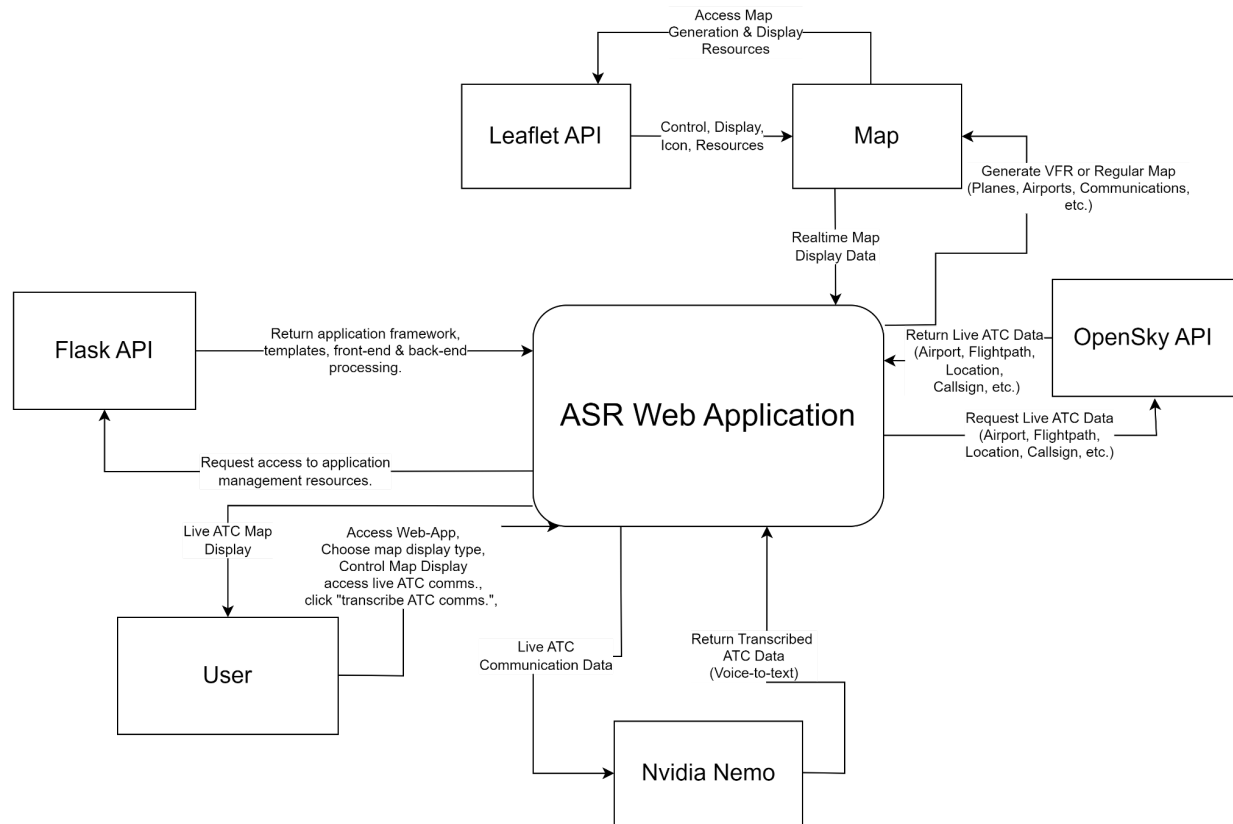 Access Map
Generation & Display
Resources
Leaflet API
Control, Display,
Icon, Resources
Map
Generate VFR or Regular Map
(Planes, Airports, Communications,
etc.)
Realtime Map
Display Data
Flask API
Return application framework,
templates, front-end & back-end
processing.
ASR Web Application
Return Live ATC Data
(Airport, Flightpath,
Location,
Callsign, etc.)
OpenSky API
Request Live ATC Data
(Airport, Flightpath,
Location, Callsign, etc.)
Request access to application
management resources.
Live ATC Map
Display
Access Web-App,
Choose map display type,
Control Map Display
access live ATC comms.,
click "transcribe ATC comms.",
User
Live ATC
Communication Data
Return Transcribed
ATC Data
(Voice-to-text)
Nvidia Nemo